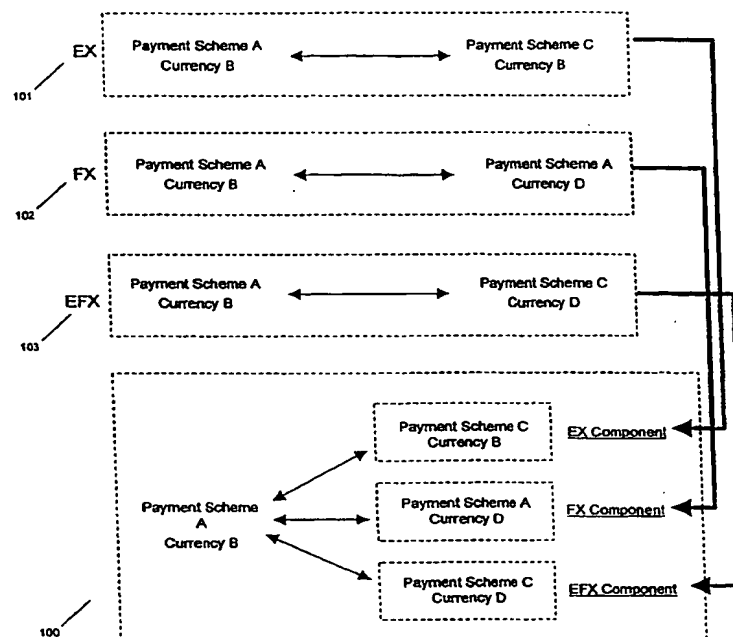 EX
Payment Scheme A
Currency B
Payment Scheme C
Currency B
101
FX
Payment Scheme A
Currency B
Payment Scheme A
Currency D
102
EFX
Payment Scheme A
Currency B
Payment Scheme C
Currency D
103
Payment Scheme
A
Currency B
Payment Scheme C
Currency B
EX Component
Payment Scheme A
Currency D
FX Component
Payment Scheme C
Currency D
EFX Component
100